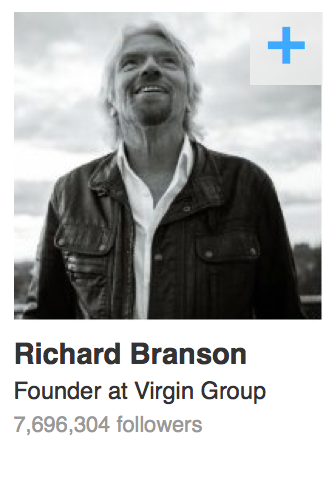 Richard Branson
Founder at Virgin Group
7,696,304 followers